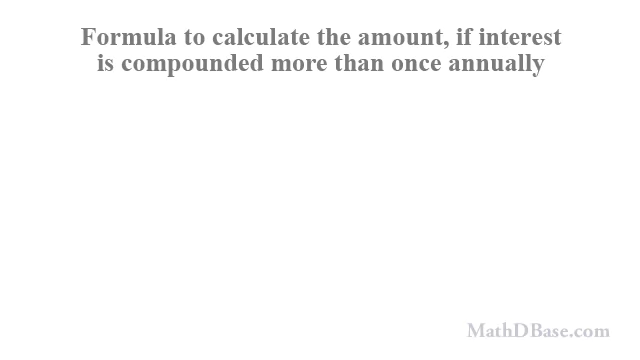 Formula to calculate the amount, if interest
is compounded more than once annually
MathDBase.com